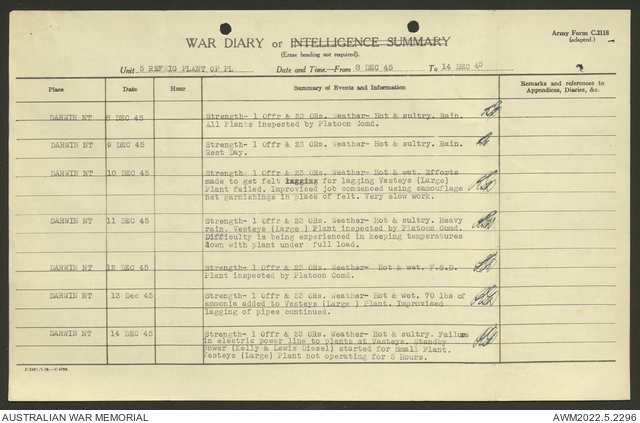 Army Form C.2118
(adapted.)
WAR DIARY or INTELLIGENCE SUMMARY
(Erase heading not required).
Unit 5 REFRIG PLANT OP PL Date and Time.—From 8 DEC 45 To 14 DEC 45
Place Date Hour Summary of Events and Information Remarks and references to
Appendices, Diaries, &c.
DARWIN NT 8 DEC 45 Strength- 1 Offr & 23 ORs. Weather- Hot & sultry. Rain.
All Plants inspected by Platoon Comd.
DARWIN NT 9 DEC 45 Strength- 1 Offr & 23 ORs. Weather- Hot & sultry. Rain.
Rest Day.
DARWIN NT 10 DEC 45 Strength- 1 Offr & 23 ORs. Weather- Hot & wet. Efforts
made to get felt for lagging Vesteys (Large)
Plant failed. Improvised job commenced using camouflage
net garnishings in place of felt. Very slow work.
DARWIN NT 11 DEC 45 Strength- 1 Offr & 23 ORs. Weather- Hot & sultry. Heavy
rain. Vesteys (Large ) Plant inspected by Platoon Comd.
Difficulty is being experienced in keeping temperatures
down with plant under full load.
DARWIN NT 12 DEC 45 Strength- 1 Offr & 23 ORs. Weather- Hot & wet. F.S.D.
Plant inspected by Platoon Comd.
DARWIN NT 13 Dec 45 Strength- 1 Offr & 23 ORs. Weather- Hot & wet. 70 lbs of
ammonia added to Vesteys (Large ) Plant. Improvised
lagging of pipes continued.
DARWIN NT 14 DEC 45 Strength- 1 Offr & 23 ORs. Weather- Hot & sultry. Failure
in electric power line to plants at Vesteys. Standby
power (Kelly & Lewis Diesel) started for Small Plant.
Vesteys (Large) Plant not operating for 5 Hours.
AUSTRALIAN WAR MEMORIAL AWM2022.5.2296